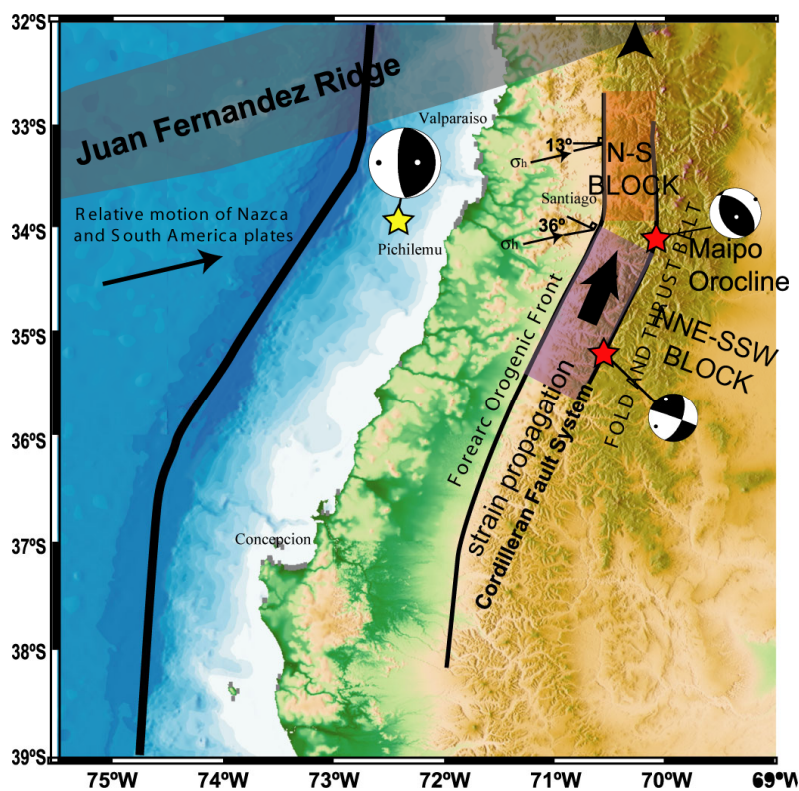 32°S
33°S
34°S
35°S
36°S
37°S
38°S
39°S
75°W
74°W
73°W
72°W
71°W
70°W
69°W
Juan Fernandez Ridge
Valparaiso
13º
σh
N-S
BLOCK
Santiago
36º
σh
Relative motion of Nazca
and South America plates
Pichilemu
Maipo
Orocline
NNE-SSW
BLOCK
FOLD AND THRUST BELT
Forearc Orogenic Front
strain propagation
Cordilleran Fault System
Concepcion